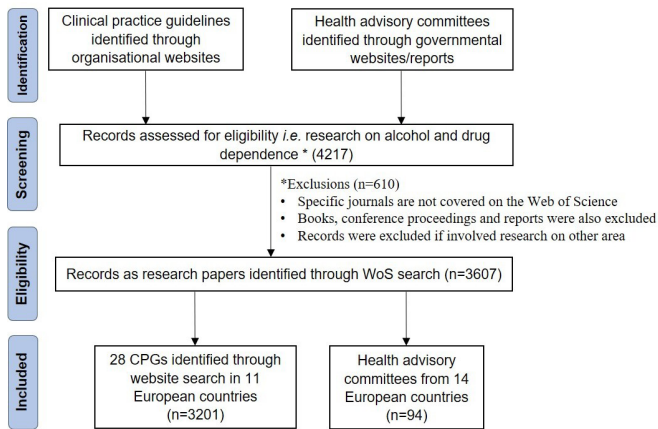 Identification
Clinical practice guidelines
identified through
organisational websites
Health advisory committees
identified through governmental
websites/reports
Screening
Records assessed for eligibility i.e. research on alcohol and drug
dependence * (4217)
*Exclusions (n=610)
• Specific journals are not covered on the Web of Science
• Books, conference proceedings and reports were also excluded
• Records were excluded if involved research on other area
Eligibility
Records as research papers identified through WoS search (n=3607)
Included
28 CPGs identified through
website search in 11
European countries
(n=3201)
Health advisory
committees from 14
European countries
(n=94)